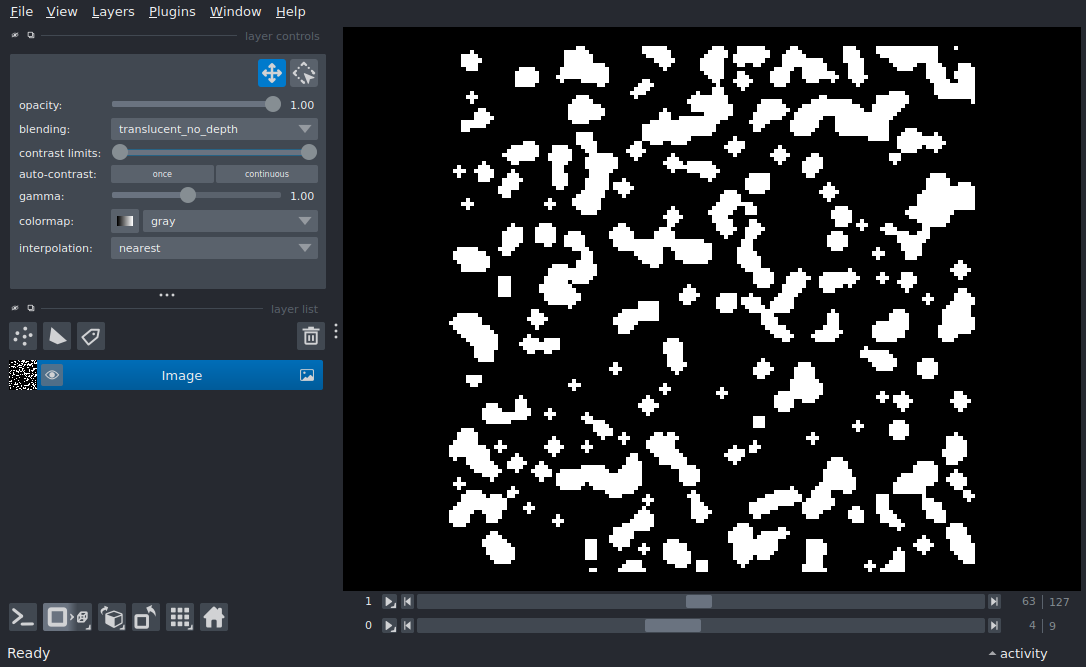 File View Layers Plugins Window Help
layer controls
opacity: 1.00
blending: translucent_no_depth
contrast limits:
auto-contrast: once continuous
gamma: 1.00
colormap: gray
interpolation: nearest
layer list
Image
1 63 127
0 4 9
Ready
activity